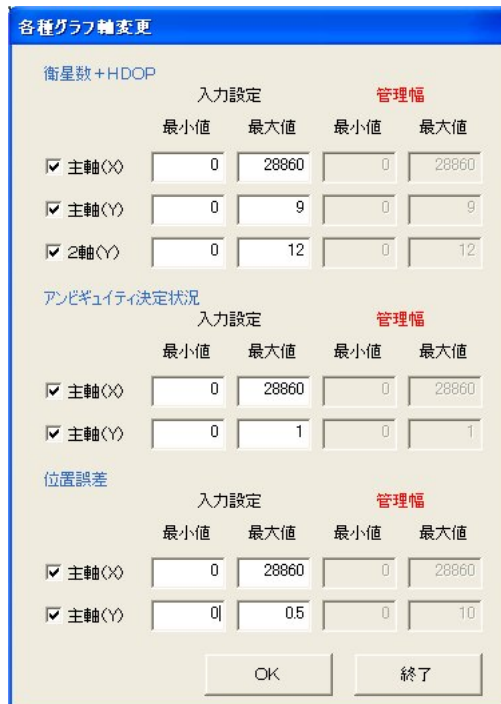 各種グラフ軸変更
衛星数+HDOP
入力設定 管理幅
最小値 最大値 最小値 最大値
主軸(X) 0 28860 0 28860
主軸(Y) 0 9 0 9
2軸(Y) 0 12 0 12
アンビギュイティ決定状況
入力設定 管理幅
最小値 最大値 最小値 最大値
主軸(X) 0 28860 0 28860
主軸(Y) 0 1 0 1
位置誤差
入力設定 管理幅
最小値 最大値 最小値 最大値
主軸(X) 0 28860 0 28860
主軸(Y) 0 0.5 0 10
OK 終了